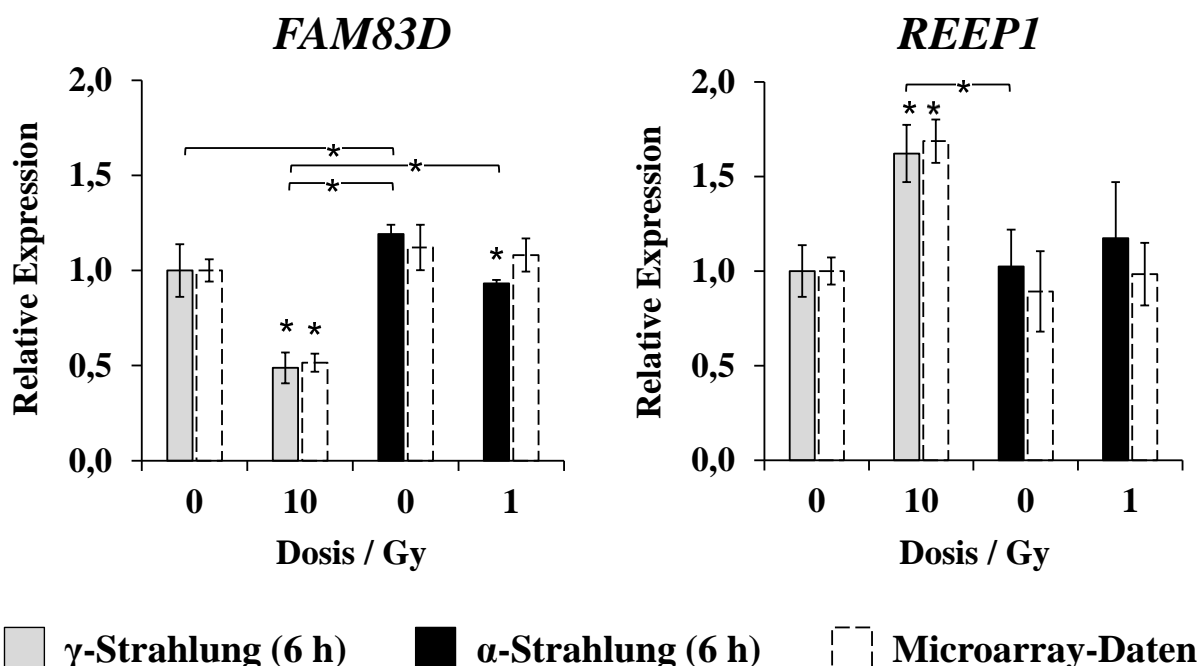 FAM83D
REEP1
2,0
1,5
1,0
0,5
0,0
Relative Expression
*
*
*
* *
*
0 10 0 1
Dosis / Gy
2,0
1,5
1,0
0,5
0,0
Relative Expression
*
* *
0 10 0 1
Dosis / Gy
γ-Strahlung (6 h) α-Strahlung (6 h) Microarray-Daten